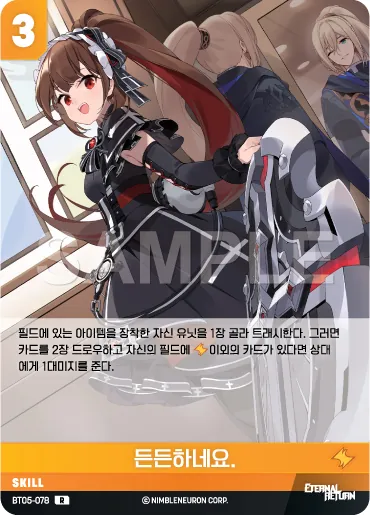 3
SAMPLE
필드에 있는 아이템을 장착한 자신 유닛을 1장 골라 트래시한다. 그러면
카드를 2장 드로우하고 자신의 필드에 이외의 카드가 있다면 상대
에게 1대미지를 준다.
든든하네요.
SKILL
BT05-078 R ©NIMBLENEURON CORP.
ETERNAL
RETURN